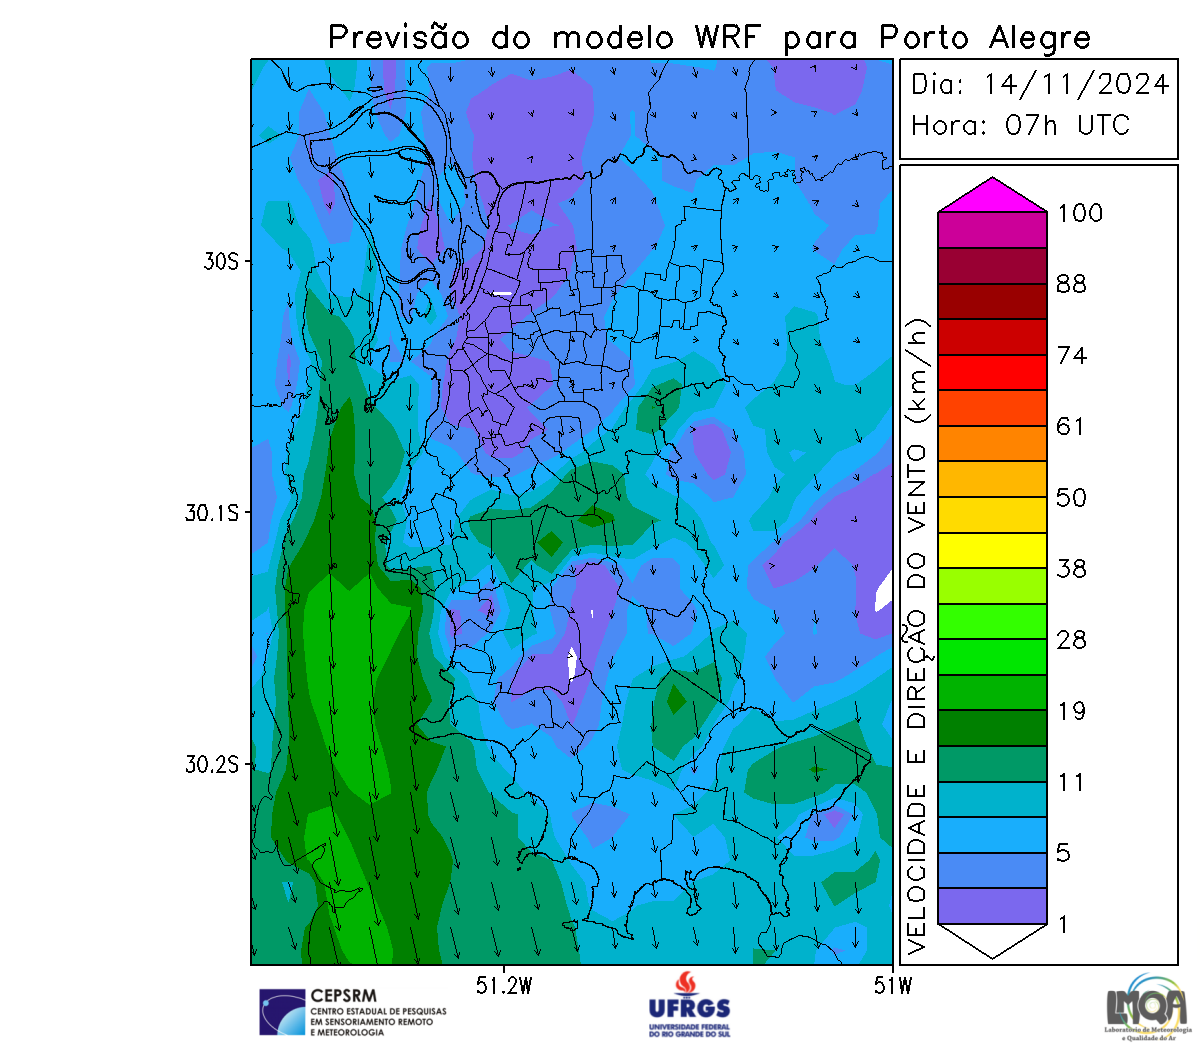 Previsão do modelo WRF para Porto Alegre
Dia: 14/11/2024
Hora: 07h UTC
30S
30.1S
30.2S
51.2W
51W
VELOCIDADE E DIREÇÃO DO VENTO (km/h)
100
88
74
61
50
38
28
19
11
5
1
CEPSRM
CENTRO ESTADUAL DE PESQUISAS
EM SENSORIAMENTO REMOTO
E METEOROLOGIA
UFRGS
UNIVERSIDADE FEDERAL
DO RIO GRANDE DO SUL
LMQA
Laboratório de Meteorologia
e Qualidade do Ar